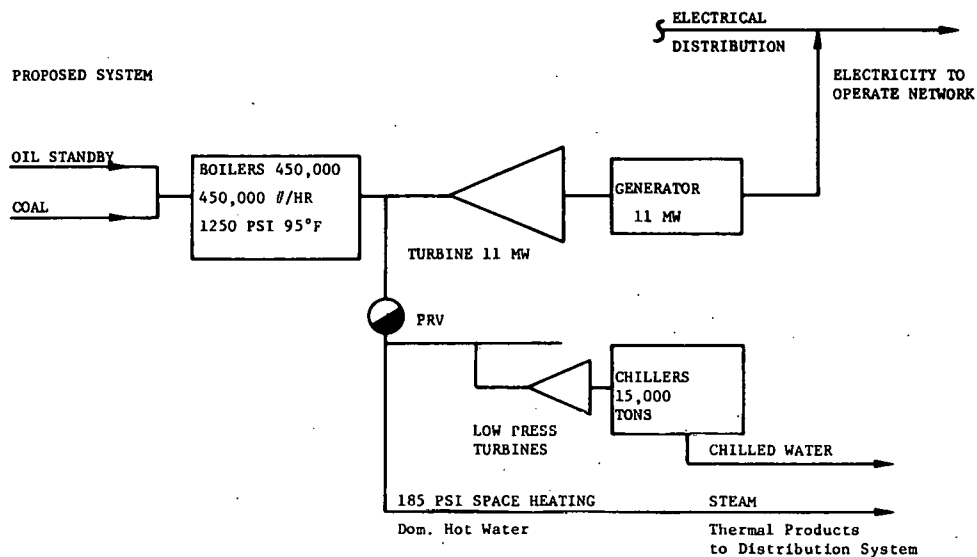 ELECTRICAL
DISTRIBUTION
PROPOSED SYSTEM
ELECTRICITY TO
OPERATE NETWORK
OIL STANDBY
COAL
BOILERS 450,000
450,000 #/HR
1250 PSI 95°F
TURBINE 11 MW
GENERATOR
11 MW
PRV
LOW PRESS
TURBINES
CHILLERS
15,000
TONS
CHILLED WATER
185 PSI SPACE HEATING
Dom. Hot Water
STEAM
Thermal Products
to Distribution System